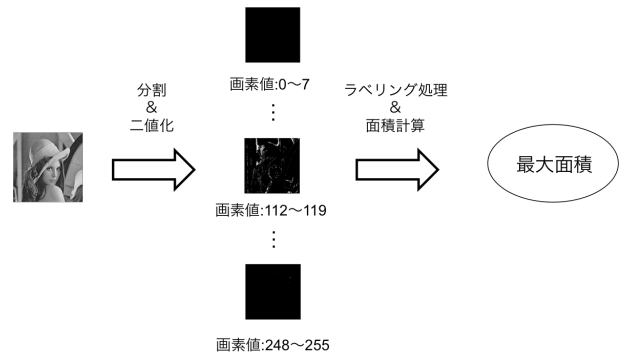 分割
&
二値化
画素値:0〜7
⋮
画素値:112〜119
⋮
画素値:248〜255
ラベリング処理
&
面積計算
最大面積